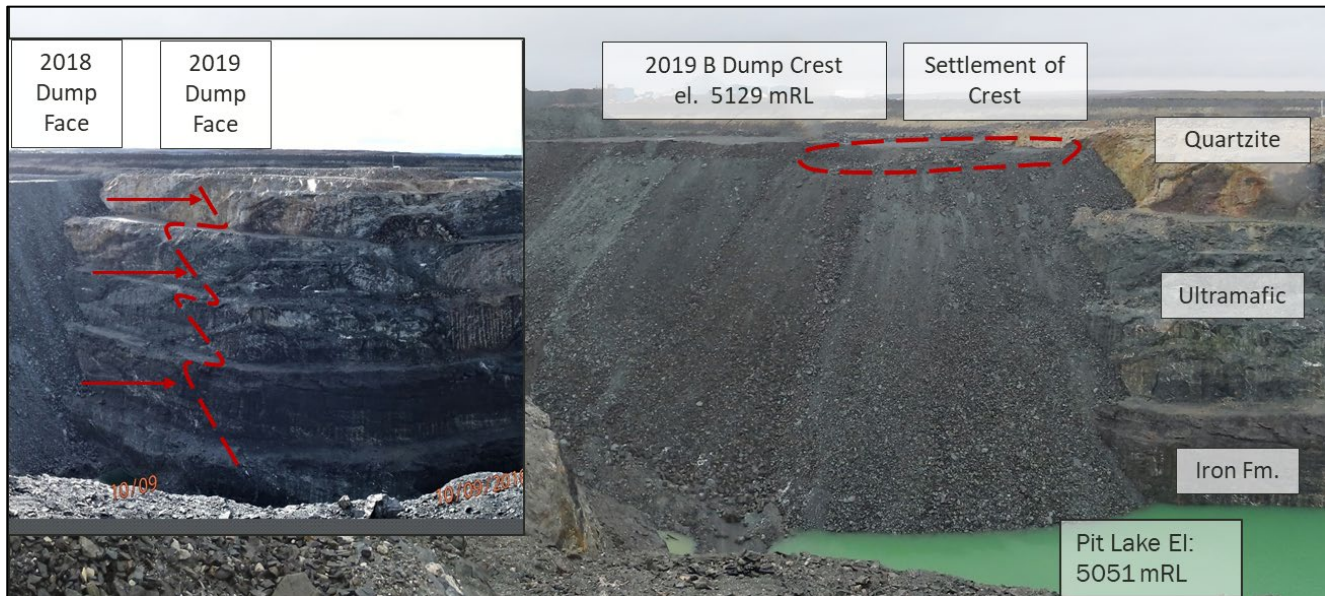 2018
Dump
Face
2019
Dump
Face
2019 B Dump Crest
el. 5129 mRL
Settlement of
Crest
Quartzite
Ultramafic
Iron Fm.
Pit Lake El:
5051 mRL
10/09